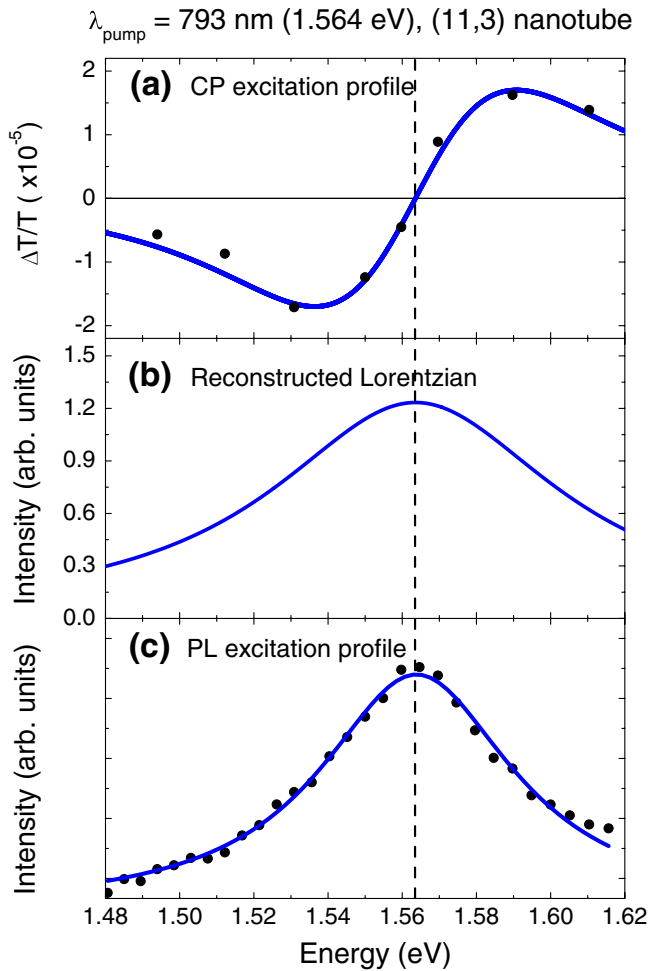 λpump = 793 nm (1.564 eV), (11,3) nanotube
(a) CP excitation profile
2
1
0
-1
-2
ΔT/T ( x10-5)
(b) Reconstructed Lorentzian
1.5
1.2
0.9
0.6
0.3
0.0
Intensity (arb. units)
(c) PL excitation profile
Intensity (arb. units)
1.48 1.50 1.52 1.54 1.56 1.58 1.60 1.62
Energy (eV)